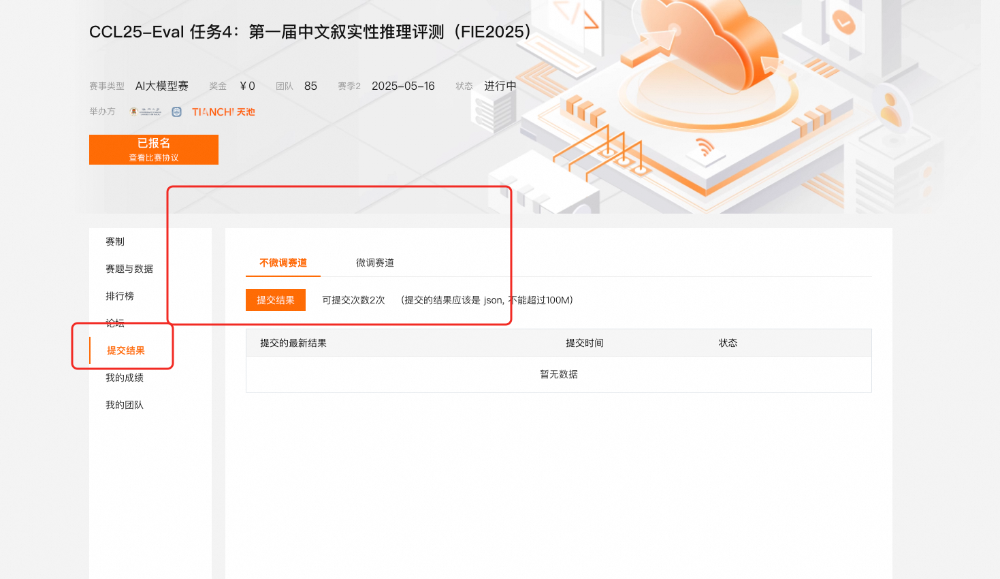 CCL25-Eval 任务4：第一届中文叙实性推理评测（FIE2025）
赛事类型 AI大模型赛 奖金 ¥0 团队 85 赛季2 2025-05-16 状态 进行中
举办方 TIANCHI 天池
已报名
查看比赛协议
赛制
赛题与数据
排行榜
论坛
提交结果
我的成绩
我的团队
不微调赛道 微调赛道
提交结果 可提交次数2次 （提交的结果应该是 json, 不能超过100M）
提交的最新结果 提交时间 状态
暂无数据